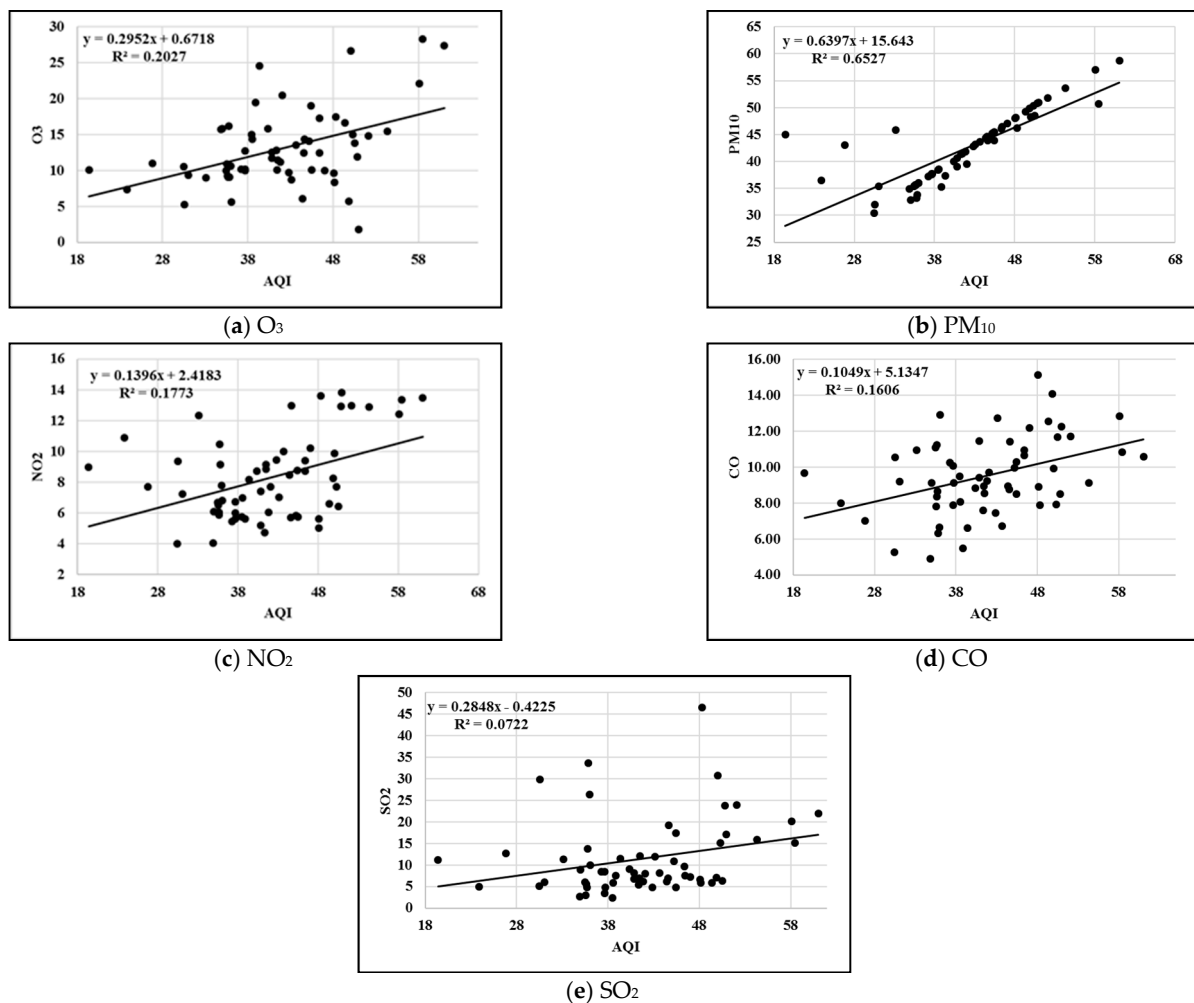 y = 0.2952x + 0.6718
R² = 0.2027
30
25
20
15
10
5
0
O3
18 28 38 48 58
AQI
(a) O₃
y = 0.6397x + 15.643
R² = 0.6527
65
60
55
50
45
40
35
30
25
PM10
18 28 38 48 58 68
AQI
(b) PM₁₀
y = 0.1396x + 2.4183
R² = 0.1773
16
14
12
10
8
6
4
2
NO2
18 28 38 48 58 68
AQI
(c) NO₂
y = 0.1049x + 5.1347
R² = 0.1606
16.00
14.00
12.00
10.00
8.00
6.00
4.00
CO
18 28 38 48 58
AQI
(d) CO
y = 0.2848x - 0.4225
R² = 0.0722
50
45
40
35
30
25
20
15
10
5
0
SO2
18 28 38 48 58
AQI
(e) SO₂